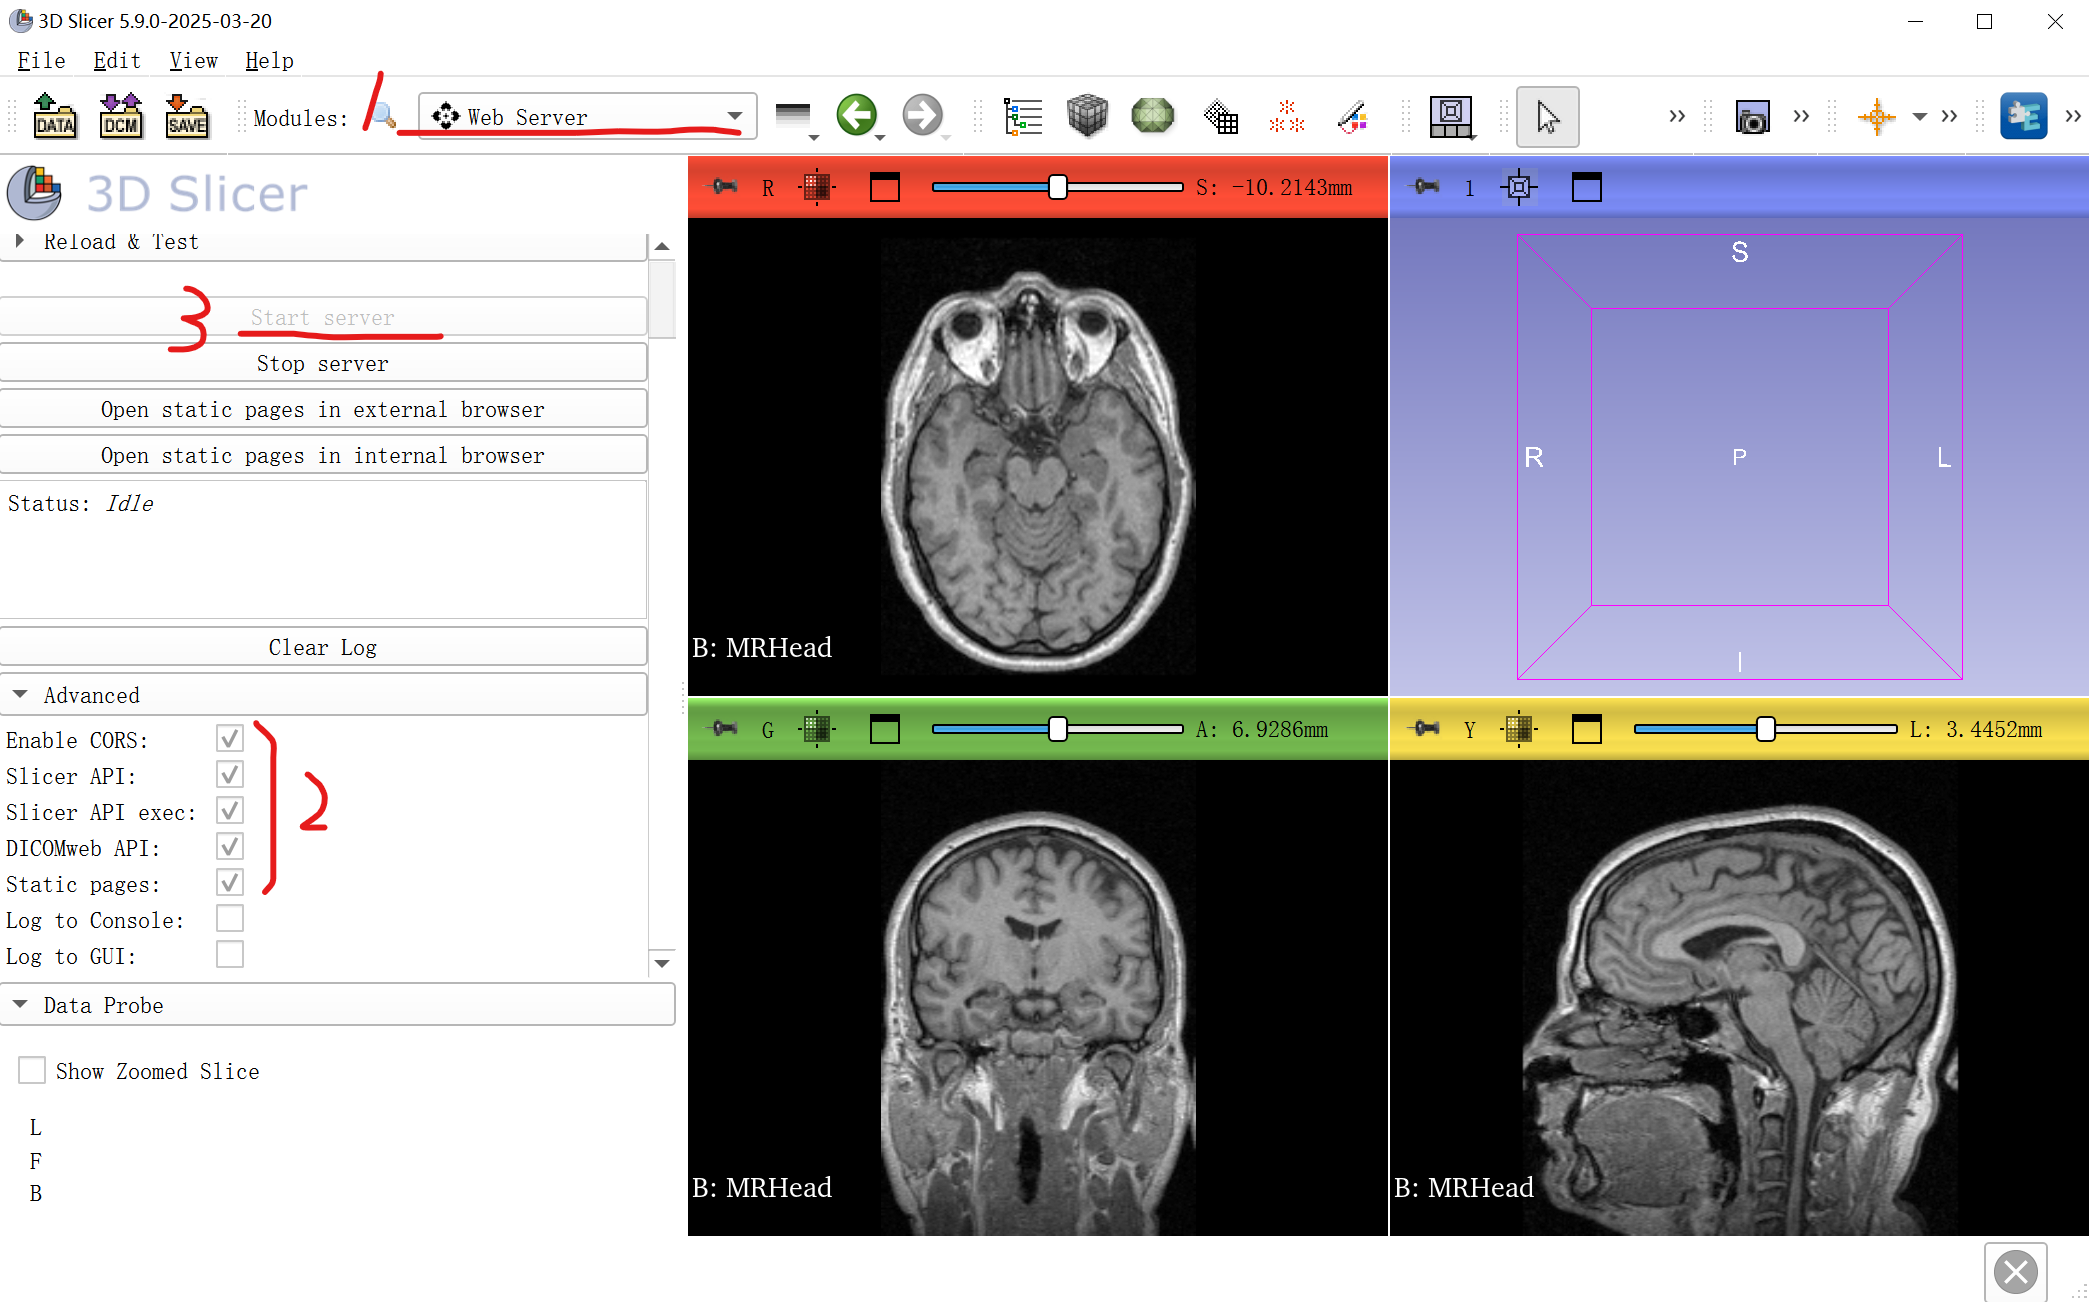 3D Slicer 5.9.0-2025-03-20
File Edit View Help
DATA DCM SAVE Modules: 1 Web Server
3D Slicer
Reload & Test
3 Start server
Stop server
Open static pages in external browser
Open static pages in internal browser
Status: Idle
Clear Log
Advanced
Enable CORS:
Slicer API:
Slicer API exec:
DICOMweb API:
Static pages:
2
Log to Console:
Log to GUI:
Data Probe
Show Zoomed Slice
L
F
B
R S: -10.2143mm
B: MRHead
1
S
R P L
I
G A: 6.9286mm
B: MRHead
Y L: 3.4452mm
B: MRHead